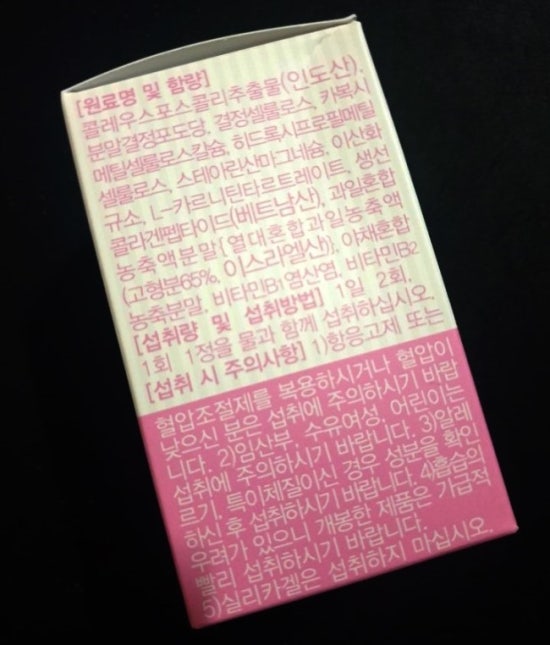 [원료명 및 함량]
콜레우스포스콜리추출물(인도산),
분말결정포도당, 결정셀룰로스, 카복시
메틸셀룰로스칼슘, 히드록시프로필메틸
셀룰로스, 스테아린산마그네슘, 이산화
규소, L-카르니틴타르트레이트, 생선
콜라겐펩타이드(베트남산), 과일혼합
농축액분말{열대혼합과일농축액
(고형분65%, 이스라엘산)}, 야채혼합
농축분말, 비타민B1염산염, 비타민B2
[섭취량 및 섭취방법] 1일 2회,
1회 1정을 물과 함께 섭취하십시오.
[섭취 시 주의사항] 1)항응고제 또는
혈압조절제를 복용하시거나 혈압이
낮으신 분은 섭취에 주의하시기 바랍
니다. 2)임산부, 수유여성, 어린이는
섭취에 주의하시기 바랍니다. 3)알레
르기, 특이체질이신 경우 성분을 확인
하신 후 섭취하시기 바랍니다. 4)흡습의
우려가 있으니 개봉한 제품은 가급적
빨리 섭취하시기 바랍니다.
5)실리카겔은 섭취하지 마십시오.